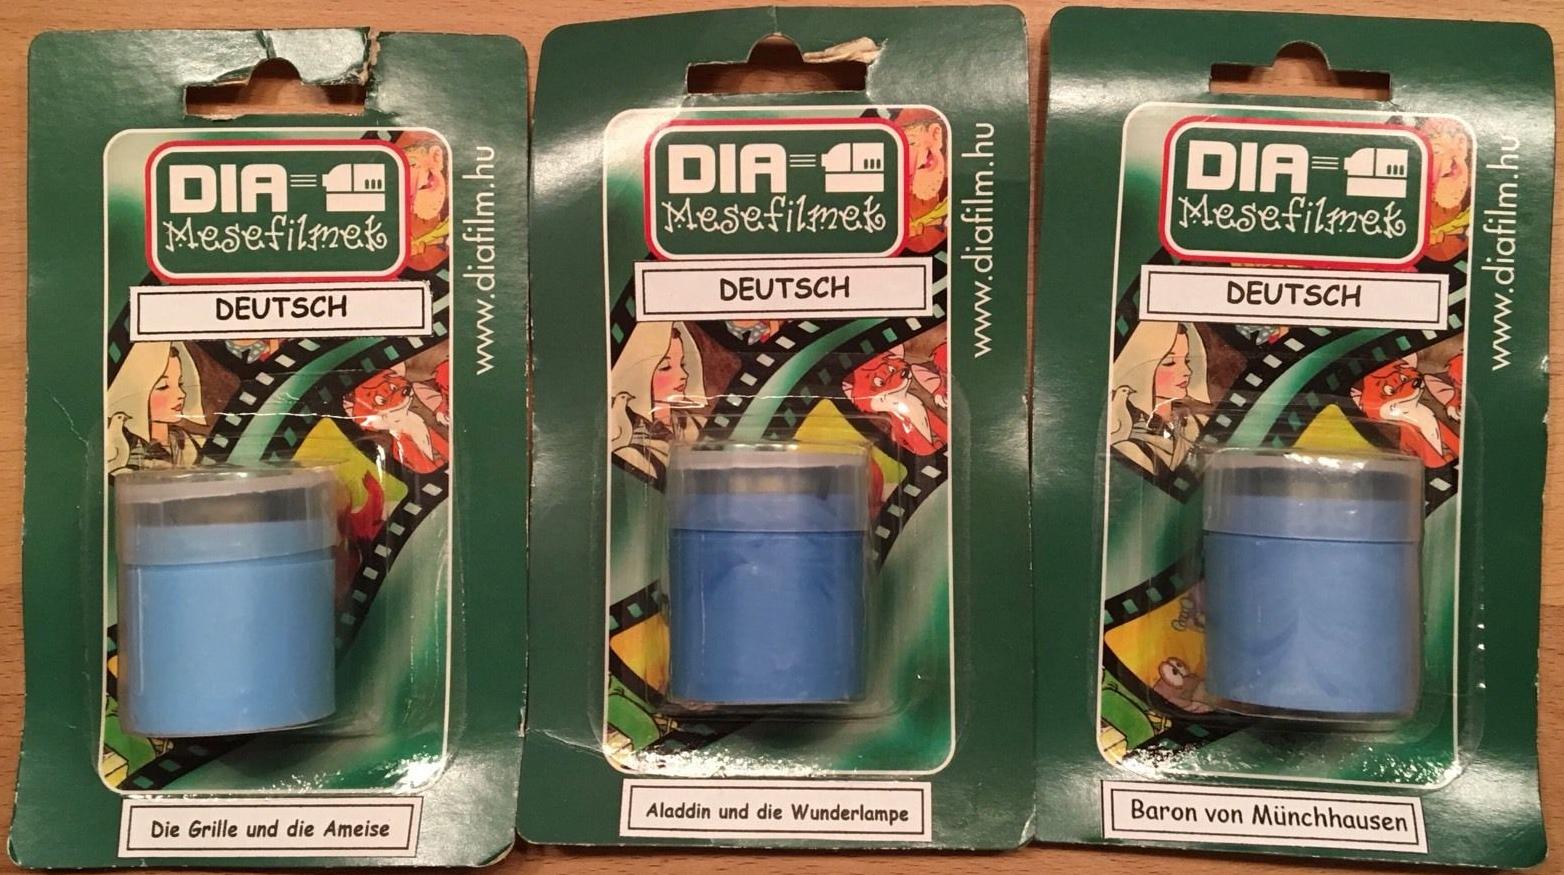 DIA
Mesefilmek
DEUTSCH
www.diafilm.hu
Die Grille und die Ameise
DIA
Mesefilmek
DEUTSCH
www.diafilm.hu
Aladdin und die Wunderlampe
DIA
Mesefilmek
DEUTSCH
www.diafilm.hu
Baron von Münchhausen